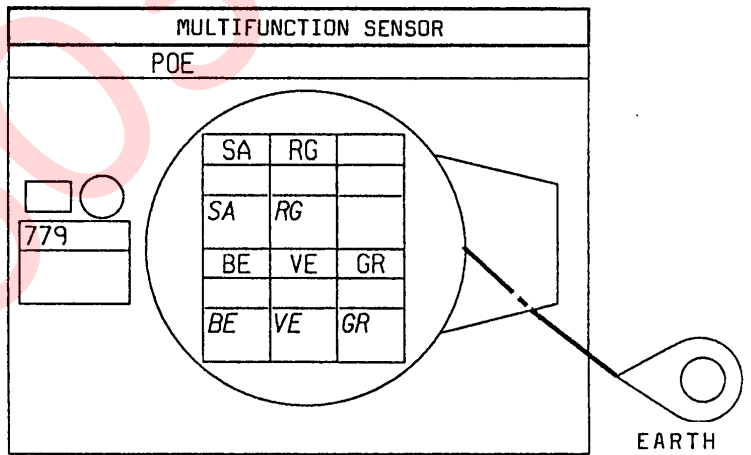 MULTIFUNCTION SENSOR
POE
SA RG
SA RG
779
BE VE GR
BE VE GR
EARTH